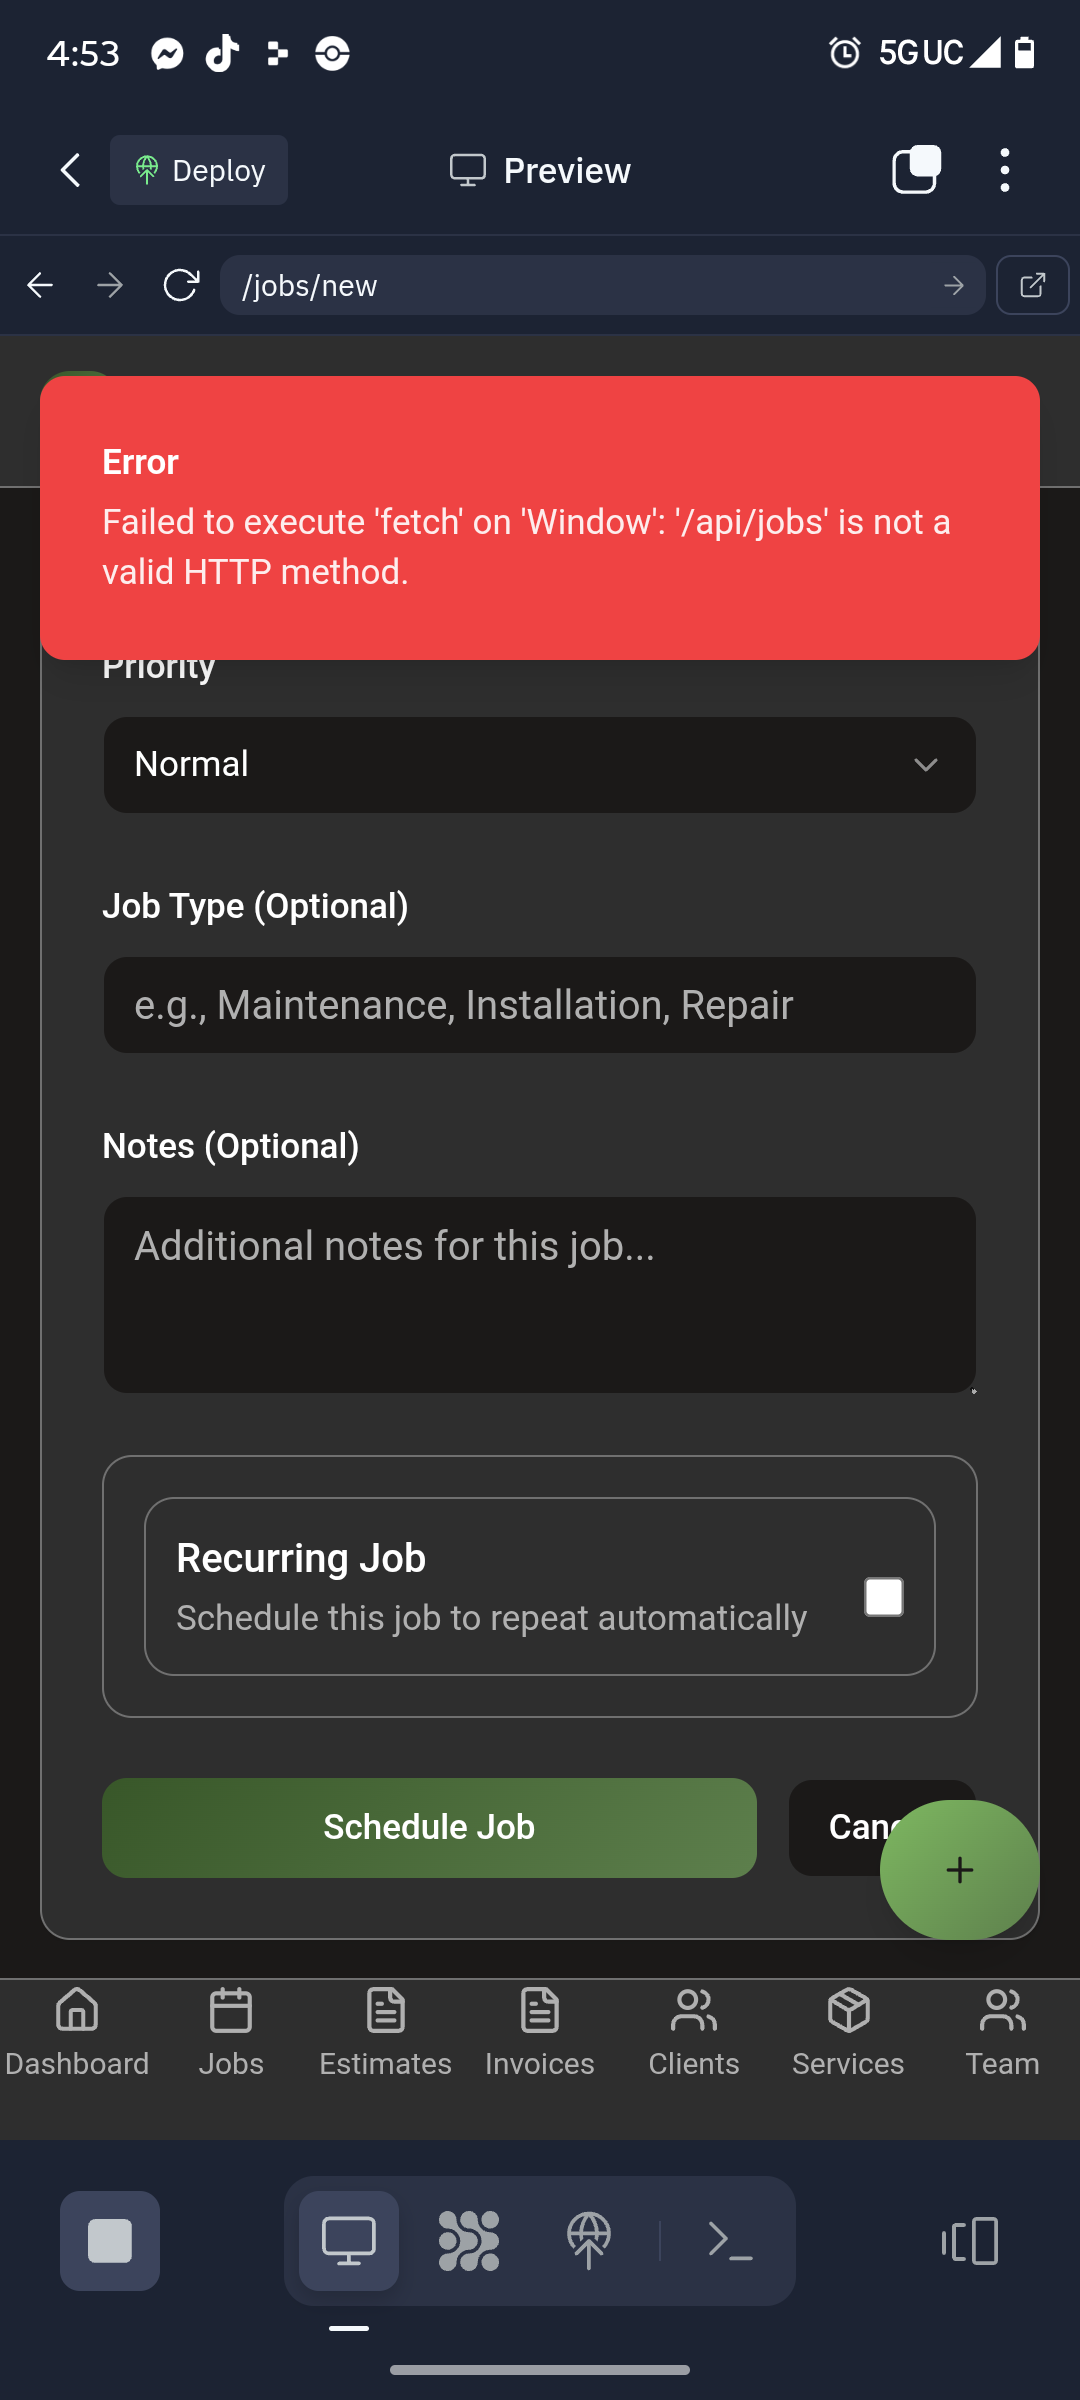 4:53
5G UC
Deploy
Preview
/jobs/new
Error
Failed to execute 'fetch' on 'Window': '/api/jobs' is not a
valid HTTP method.
Priority
Normal
Job Type (Optional)
e.g., Maintenance, Installation, Repair
Notes (Optional)
Additional notes for this job...
Recurring Job
Schedule this job to repeat automatically
Schedule Job
Canc
Dashboard
Jobs
Estimates
Invoices
Clients
Services
Team